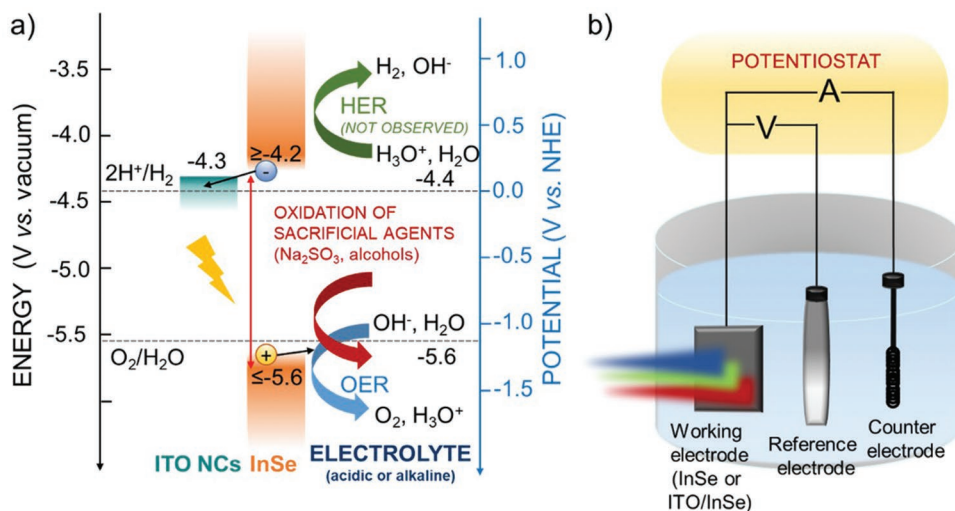 a)
ENERGY (V vs. vacuum)
-3.5
-4.0
-4.5
-5.0
-5.5
2H⁺/H₂
-4.3
≥-4.2
-
O₂/H₂O
+
≤-5.6
H₂, OH⁻
HER
(NOT OBSERVED)
H₃O⁺, H₂O
-4.4
OXIDATION OF
SACRIFICIAL AGENTS
(Na₂SO₃, alcohols)
OH⁻, H₂O
-5.6
OER
O₂, H₃O⁺
ITO NCs
InSe
ELECTROLYTE
(acidic or alkaline)
1.0
0.5
0.0
-0.5
-1.0
-1.5
POTENTIAL (V vs. NHE)
b)
POTENTIOSTAT
A
V
Working
electrode
(InSe or
ITO/InSe)
Reference
electrode
Counter
electrode